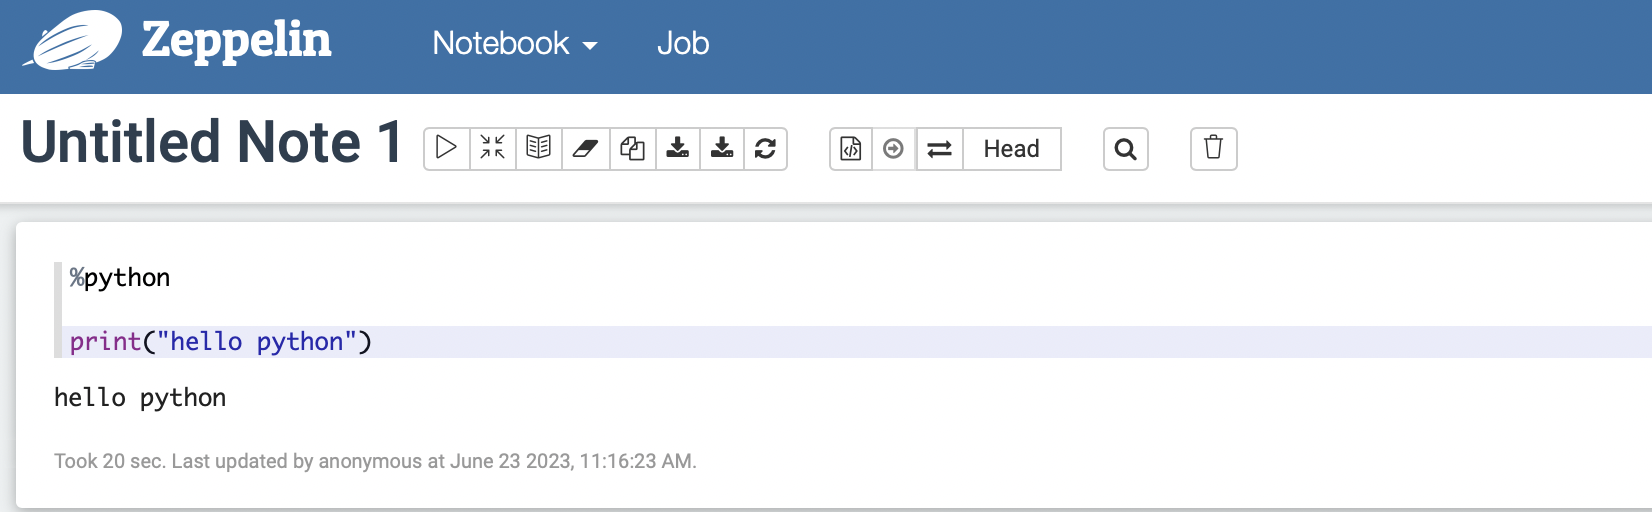 Zeppelin Notebook Job
Untitled Note 1 Head
%python
print("hello python")
hello python
Took 20 sec. Last updated by anonymous at June 23 2023, 11:16:23 AM.